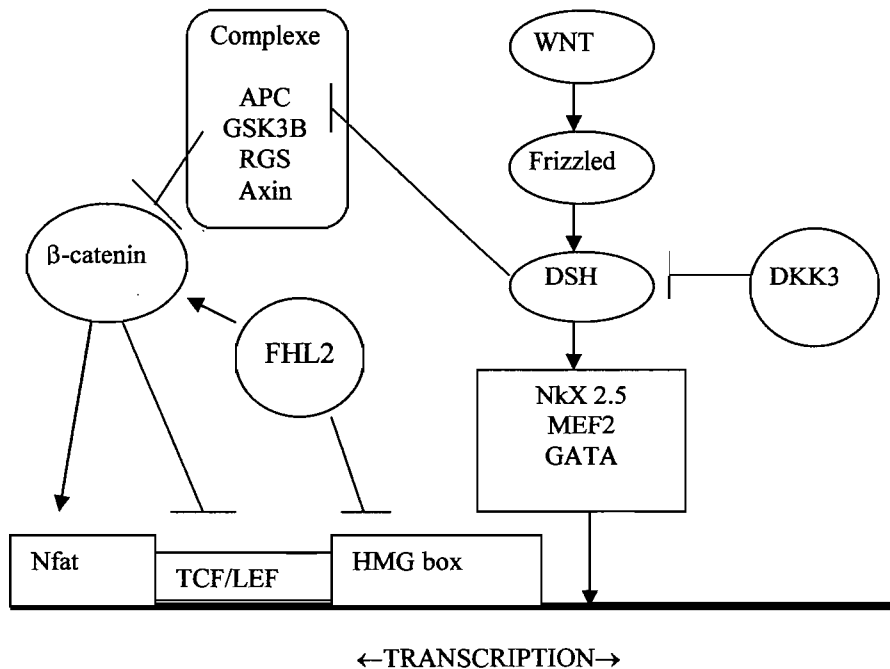 Complexe
APC
GSK3B
RGS
Axin
WNT
Frizzled
DSH
DKK3
β-catenin
FHL2
NkX 2.5
MEF2
GATA
Nfat
TCF/LEF
HMG box
←TRANSCRIPTION→